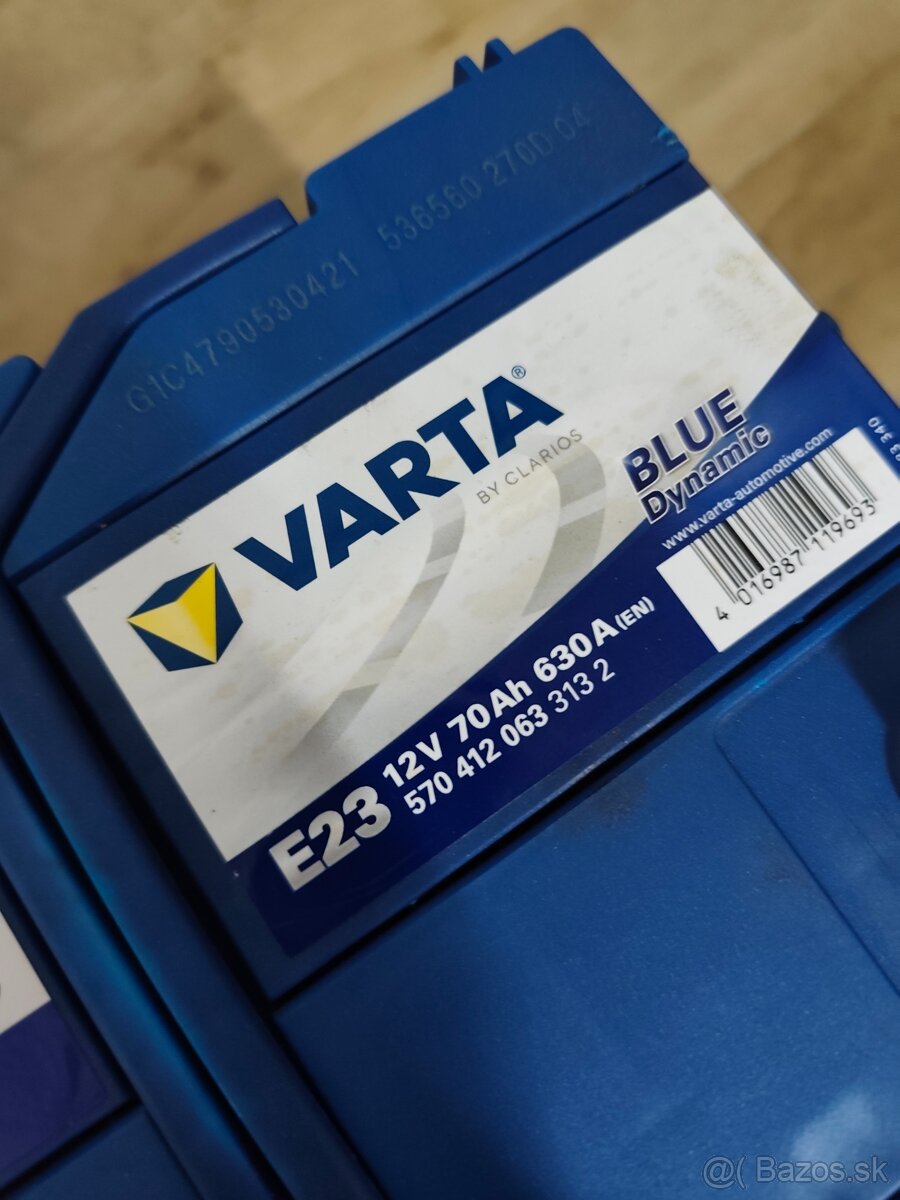 G1C4790530421 536560 270D 04
VARTA®
BY CLARIOS
BLUE
Dynamic
www.varta-automotive.com
4 016987 119693
E23
12V 70Ah 630A (EN)
570 412 063 313 2
@( Bazos.sk